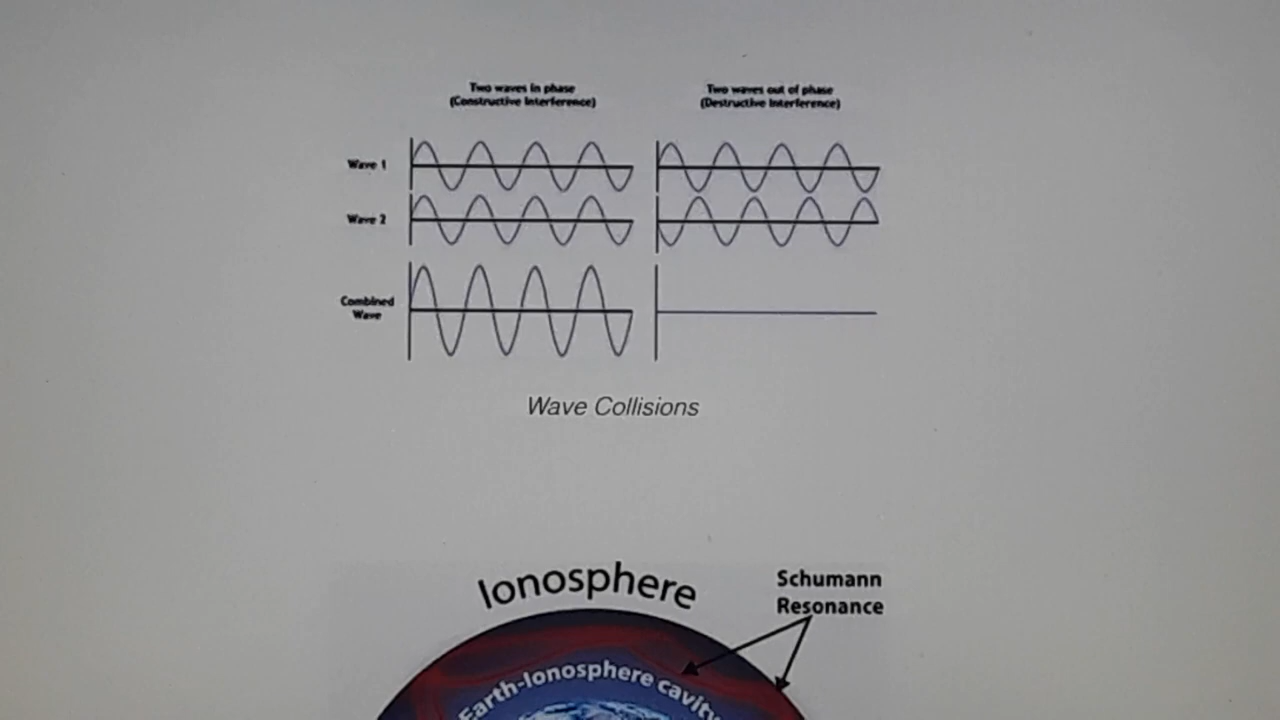 Two waves in phase
(Constructive Interference)
Two waves out of phase
(Destructive Interference)
Wave 1
Wave 2
Combined
Wave
Wave Collisions
Ionosphere
Schumann
Resonance
Earth-Ionosphere cavity